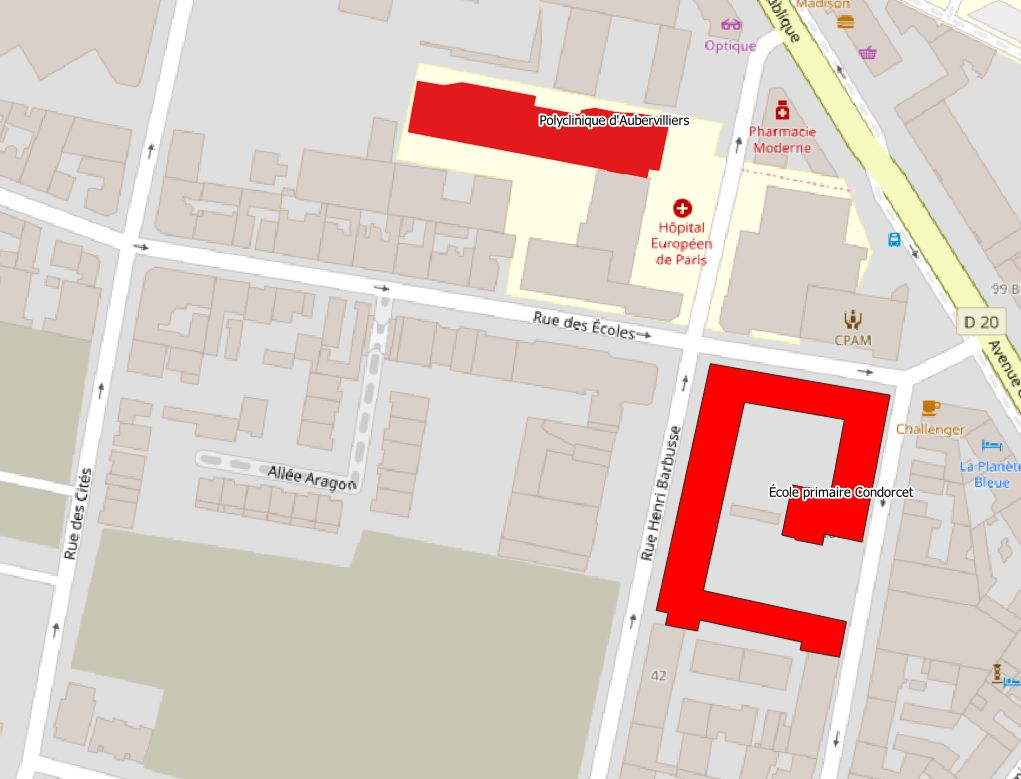 Madison
ublique
Optique
Polyclinique d'Aubervilliers
Pharmacie
Moderne
Hôpital
Européen
de Paris
99 B
D 20
Rue des Écoles
CPAM
Avenue
Challenger
La Planète
Bleue
Rue des Cités
Allée Aragon
Rue Henri Barbusse
École primaire Condorcet
42